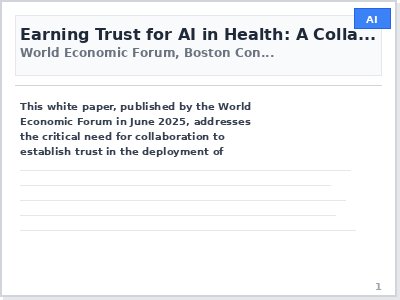 AI
Earning Trust for AI in Health: A Colla...
World Economic Forum, Boston Con...
This white paper, published by the World
Economic Forum in June 2025, addresses
the critical need for collaboration to
establish trust in the deployment of
1